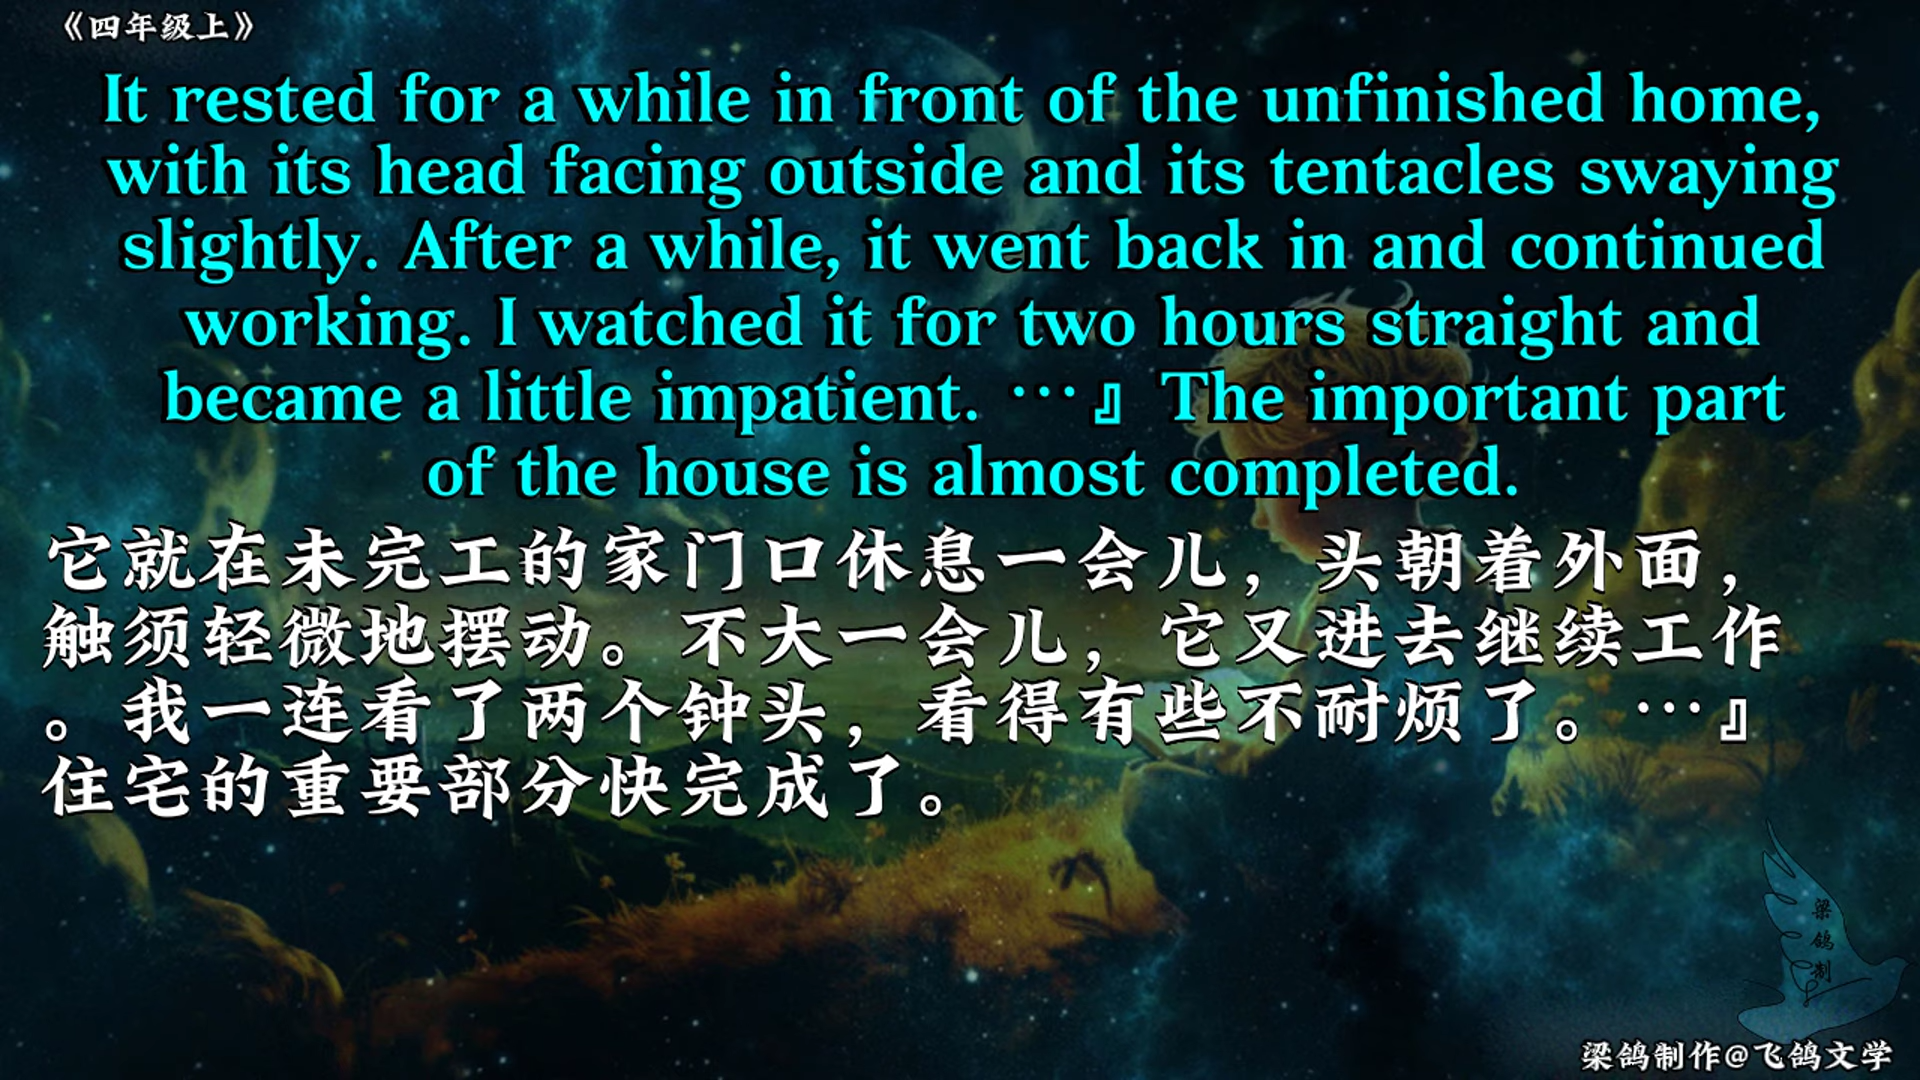 《四年级上》
It rested for a while in front of the unfinished home,
with its head facing outside and its tentacles swaying
slightly. After a while, it went back in and continued
working. I watched it for two hours straight and
became a little impatient. …』 The important part
of the house is almost completed.
它就在未完工的家门口休息一会儿，头朝着外面，
触须轻微地摆动。不大一会儿，它又进去继续工作
。我一连看了两个钟头，看得有些不耐烦了。…』
住宅的重要部分快完成了。
梁鸽制
梁鸽制作@飞鸽文学